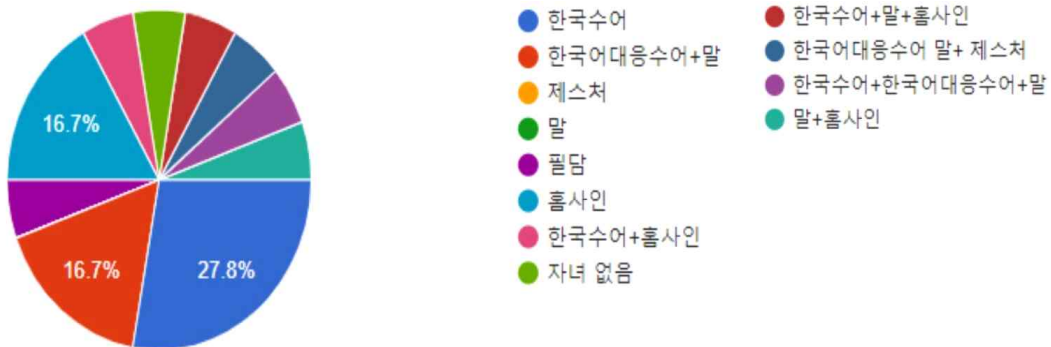 16.7%
16.7%
27.8%
한국수어
한국어대응수어+말
제스처
말
필담
홈사인
한국수어+홈사인
자녀 없음
한국수어+말+홈사인
한국어대응수어 말+ 제스처
한국수어+한국어대응수어+말
말+홈사인